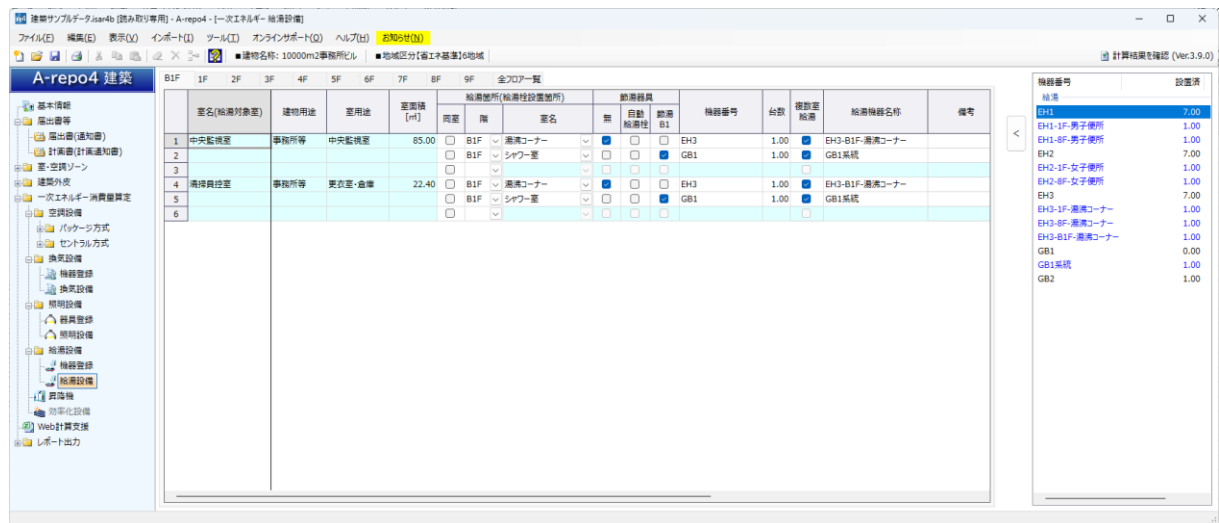 建築サンプルデータ.isar4b [読み取り専用] - A-repo4 - [一次エネルギー 給湯設備]
ファイル(F) 編集(E) 表示(V) インポート(I) ツール(T) オンラインサポート(O) ヘルプ(H) お知らせ(N)
■建物名称: 10000m2事務所ビル ■地域区分[省エネ基準]6地域 計算結果を確認 (Ver.3.9.0)
A-repo4 建築
基本情報
届出書等
届出書(通知書)
計画書(計画通知書)
室・空調ゾーン
建築外皮
一次エネルギー消費量算定
空調設備
パッケージ方式
セントラル方式
換気設備
機器登録
換気設備
照明設備
器具登録
照明設備
給湯設備
機器登録
給湯設備
昇降機
効率化設備
Web計算支援
レポート出力
B1F 1F 2F 3F 4F 5F 6F 7F 8F 9F 全フロア一覧
室名(給湯対象室) 建物用途 室用途 室面積[㎡] 給湯箇所(給湯栓設置箇所) 節湯器具 機器番号 台数 複数室給湯 給湯機器名称 備考
同室 階 室名 無 自動給湯栓 節湯B1
1 中央監視室 事務所等 中央監視室 85.00 B1F 湯沸コーナー EH3 1.00 EH3-B1F-湯沸コーナー
2 B1F シャワー室 GB1 1.00 GB1系統
3
4 清掃員控室 事務所等 更衣室・倉庫 22.40 B1F 湯沸コーナー EH3 1.00 EH3-B1F-湯沸コーナー
5 B1F シャワー室 GB1 1.00 GB1系統
6
<
機器番号 設置済
給湯
EH1 7.00
EH1-1F-男子便所 1.00
EH1-8F-男子便所 1.00
EH2 7.00
EH2-1F-女子便所 1.00
EH2-8F-女子便所 1.00
EH3 7.00
EH3-1F-湯沸コーナー 1.00
EH3-8F-湯沸コーナー 1.00
EH3-B1F-湯沸コーナー 1.00
GB1 0.00
GB1系統 1.00
GB2 1.00